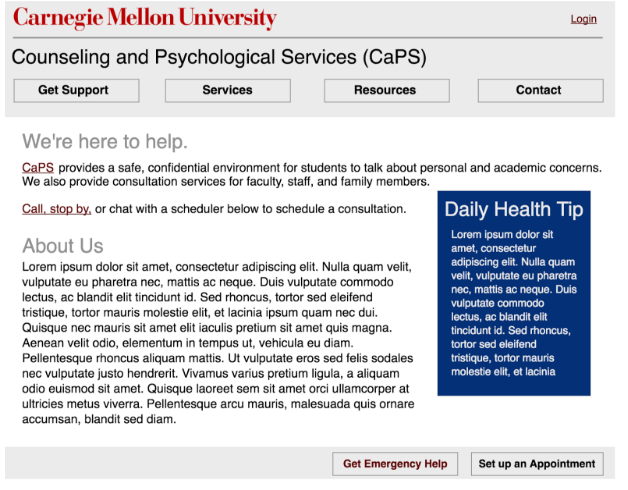 Carnegie Mellon University
Login
Counseling and Psychological Services (CaPS)
Get Support
Services
Resources
Contact
We're here to help.
CaPS provides a safe, confidential environment for students to talk about personal and academic concerns.
We also provide consultation services for faculty, staff, and family members.
Call, stop by, or chat with a scheduler below to schedule a consultation.
About Us
Lorem ipsum dolor sit amet, consectetur adipiscing elit. Nulla quam velit,
vulputate eu pharetra nec, mattis ac neque. Duis vulputate commodo
lectus, ac blandit elit tincidunt id. Sed rhoncus, tortor sed eleifend
tristique, tortor mauris molestie elit, et lacinia ipsum quam nec dui.
Quisque nec mauris sit amet elit iaculis pretium sit amet quis magna.
Aenean velit odio, elementum in tempus ut, vehicula eu diam.
Pellentesque rhoncus aliquam mattis. Ut vulputate eros sed felis sodales
nec vulputate justo hendrerit. Vivamus varius pretium ligula, a aliquam
odio euismod sit amet. Quisque laoreet sem sit amet orci ullamcorper at
ultricies metus viverra. Pellentesque arcu mauris, malesuada quis ornare
accumsan, blandit sed diam.
Daily Health Tip
Lorem ipsum dolor sit
amet, consectetur
adipiscing elit. Nulla quam
velit, vulputate eu pharetra
nec, mattis ac neque. Duis
vulputate commodo
lectus, ac blandit elit
tincidunt id. Sed rhoncus,
tortor sed eleifend
tristique, tortor mauris
molestie elit, et lacinia
Get Emergency Help
Set up an Appointment